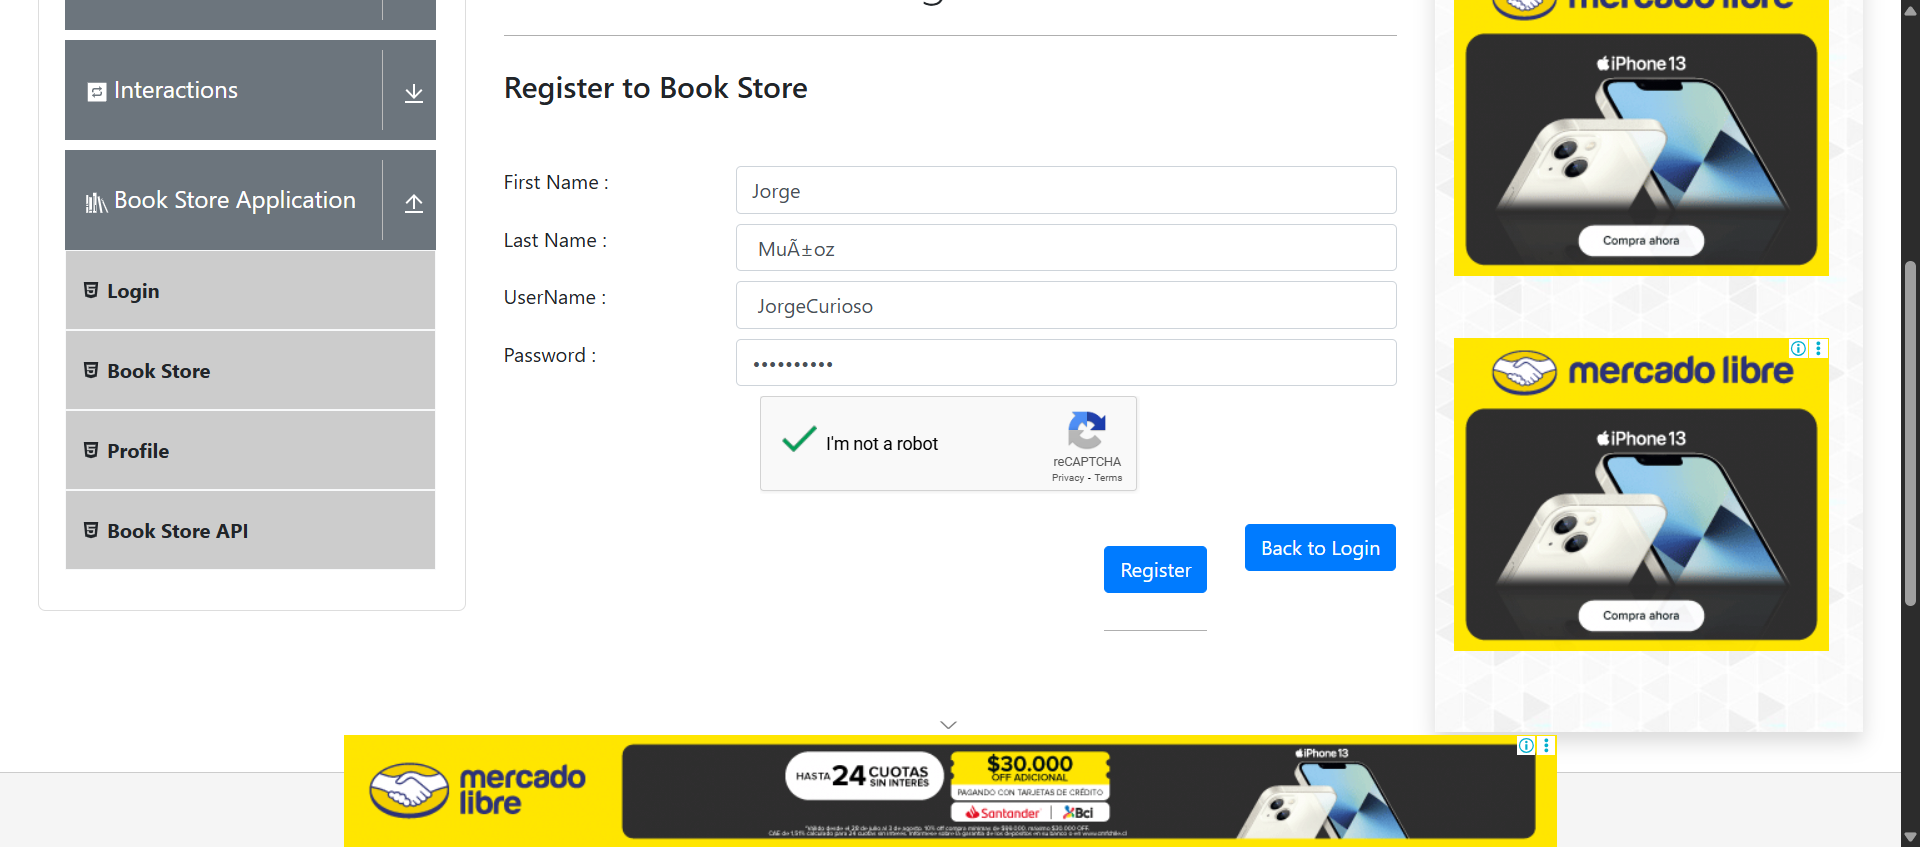 Interactions
Book Store Application
Login
Book Store
Profile
Book Store API
Register to Book Store
First Name :
Jorge
Last Name :
MuÃ±oz
UserName :
JorgeCurioso
Password :
••••••••••
I'm not a robot
reCAPTCHA
Privacy - Terms
Register
Back to Login
mercado libre
iPhone 13
Compra ahora
mercado libre
iPhone 13
Compra ahora
mercado
libre
HASTA 24 CUOTAS
SIN INTERÉS
$30.000
OFF ADICIONAL
PAGANDO CON TARJETAS DE CRÉDITO
Santander | Bci
iPhone 13